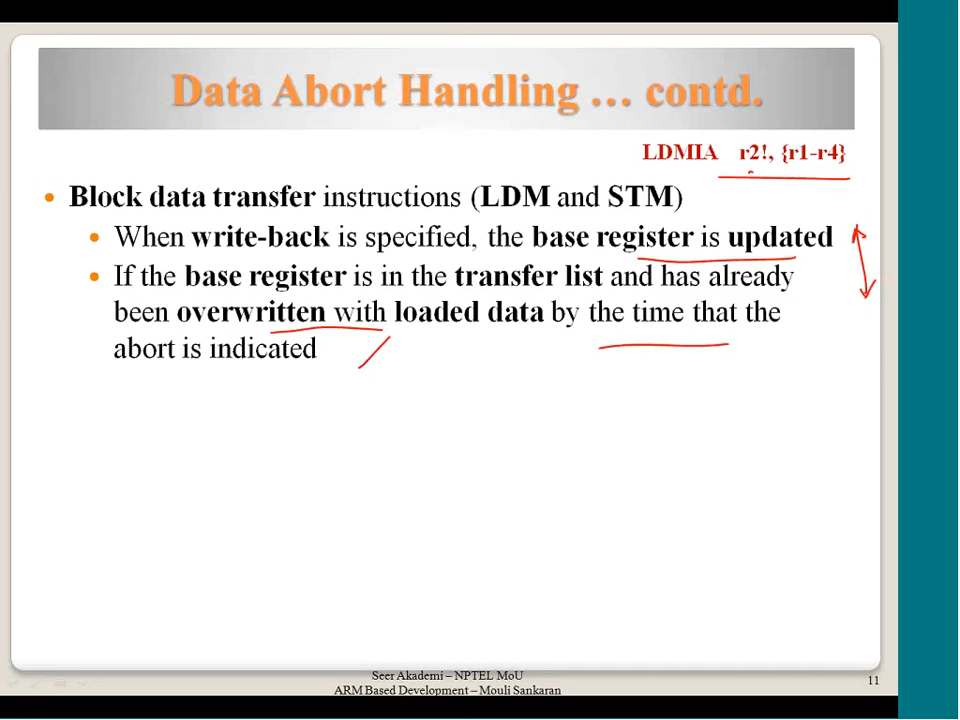 Data Abort Handling … contd.
LDMIA r2!, {r1-r4}
• Block data transfer instructions (LDM and STM)
• When write-back is specified, the base register is updated
• If the base register is in the transfer list and has already
been overwritten with loaded data by the time that the
abort is indicated
Seer Akademi – NPTEL MoU
ARM Based Development – Mouli Sankaran
11